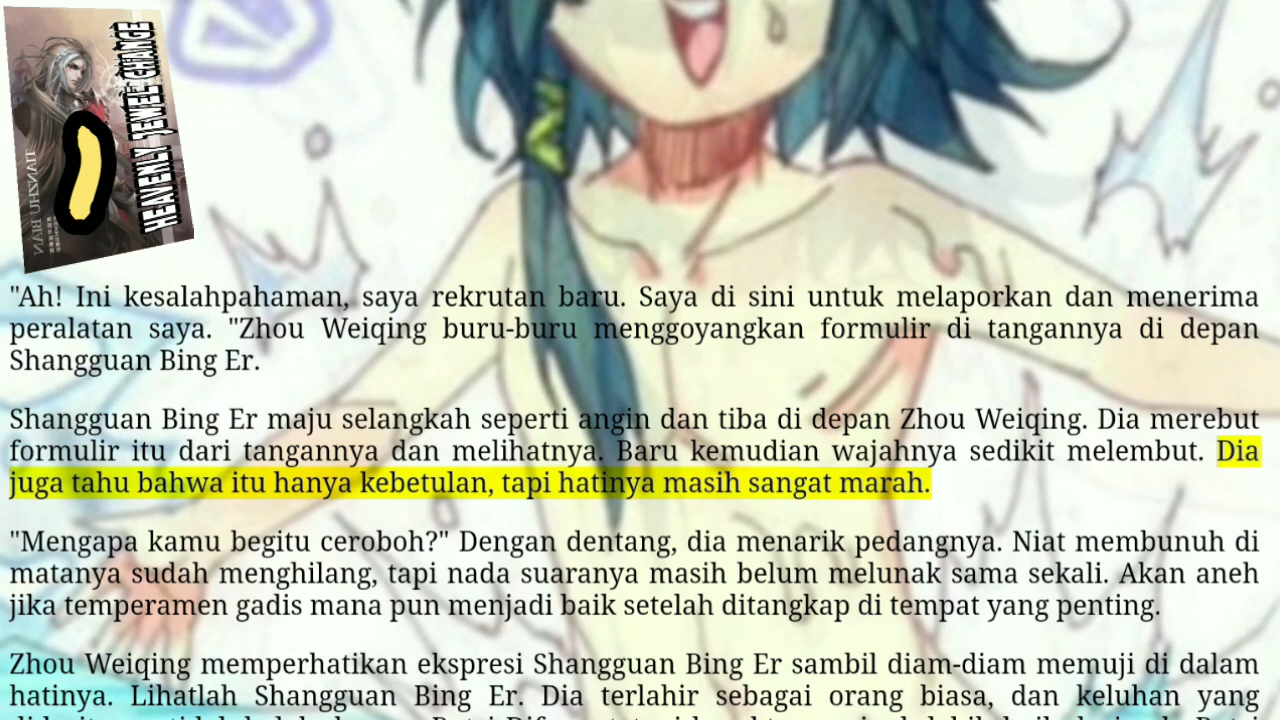 HEAVENLY JEWEL CHANGE
TIANZHU BIAN
"Ah! Ini kesalahpahaman, saya rekrutan baru. Saya di sini untuk melaporkan dan menerima
peralatan saya. "Zhou Weiqing buru-buru menggoyangkan formulir di tangannya di depan
Shangguan Bing Er.
Shangguan Bing Er maju selangkah seperti angin dan tiba di depan Zhou Weiqing. Dia merebut
formulir itu dari tangannya dan melihatnya. Baru kemudian wajahnya sedikit melembut. Dia
juga tahu bahwa itu hanya kebetulan, tapi hatinya masih sangat marah.
"Mengapa kamu begitu ceroboh?" Dengan dentang, dia menarik pedangnya. Niat membunuh di
matanya sudah menghilang, tapi nada suaranya masih belum melunak sama sekali. Akan aneh
jika temperamen gadis mana pun menjadi baik setelah ditangkap di tempat yang penting.
Zhou Weiqing memperhatikan ekspresi Shangguan Bing Er sambil diam-diam memuji di dalam
hatinya. Lihatlah Shangguan Bing Er. Dia terlahir sebagai orang biasa, dan keluhan yang